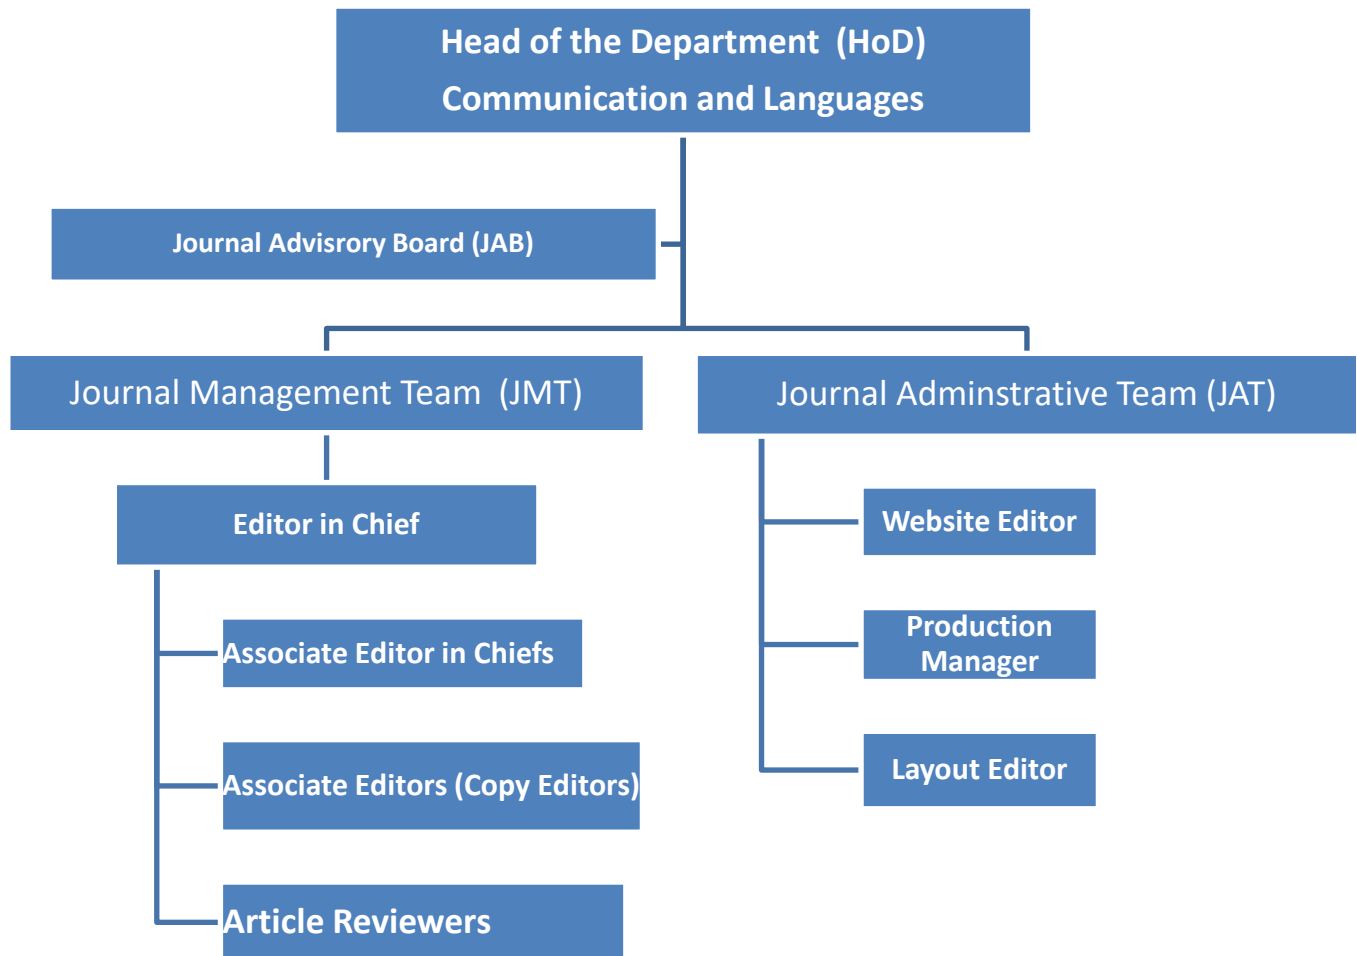 Head of the Department  (HoD)
Communication and Languages
Journal Advisrory Board (JAB)
Journal Management Team  (JMT)
Journal Adminstrative Team (JAT)
Editor in Chief
Website Editor
Associate Editor in Chiefs
Production
Manager
Associate Editors (Copy Editors)
Layout Editor
Article Reviewers